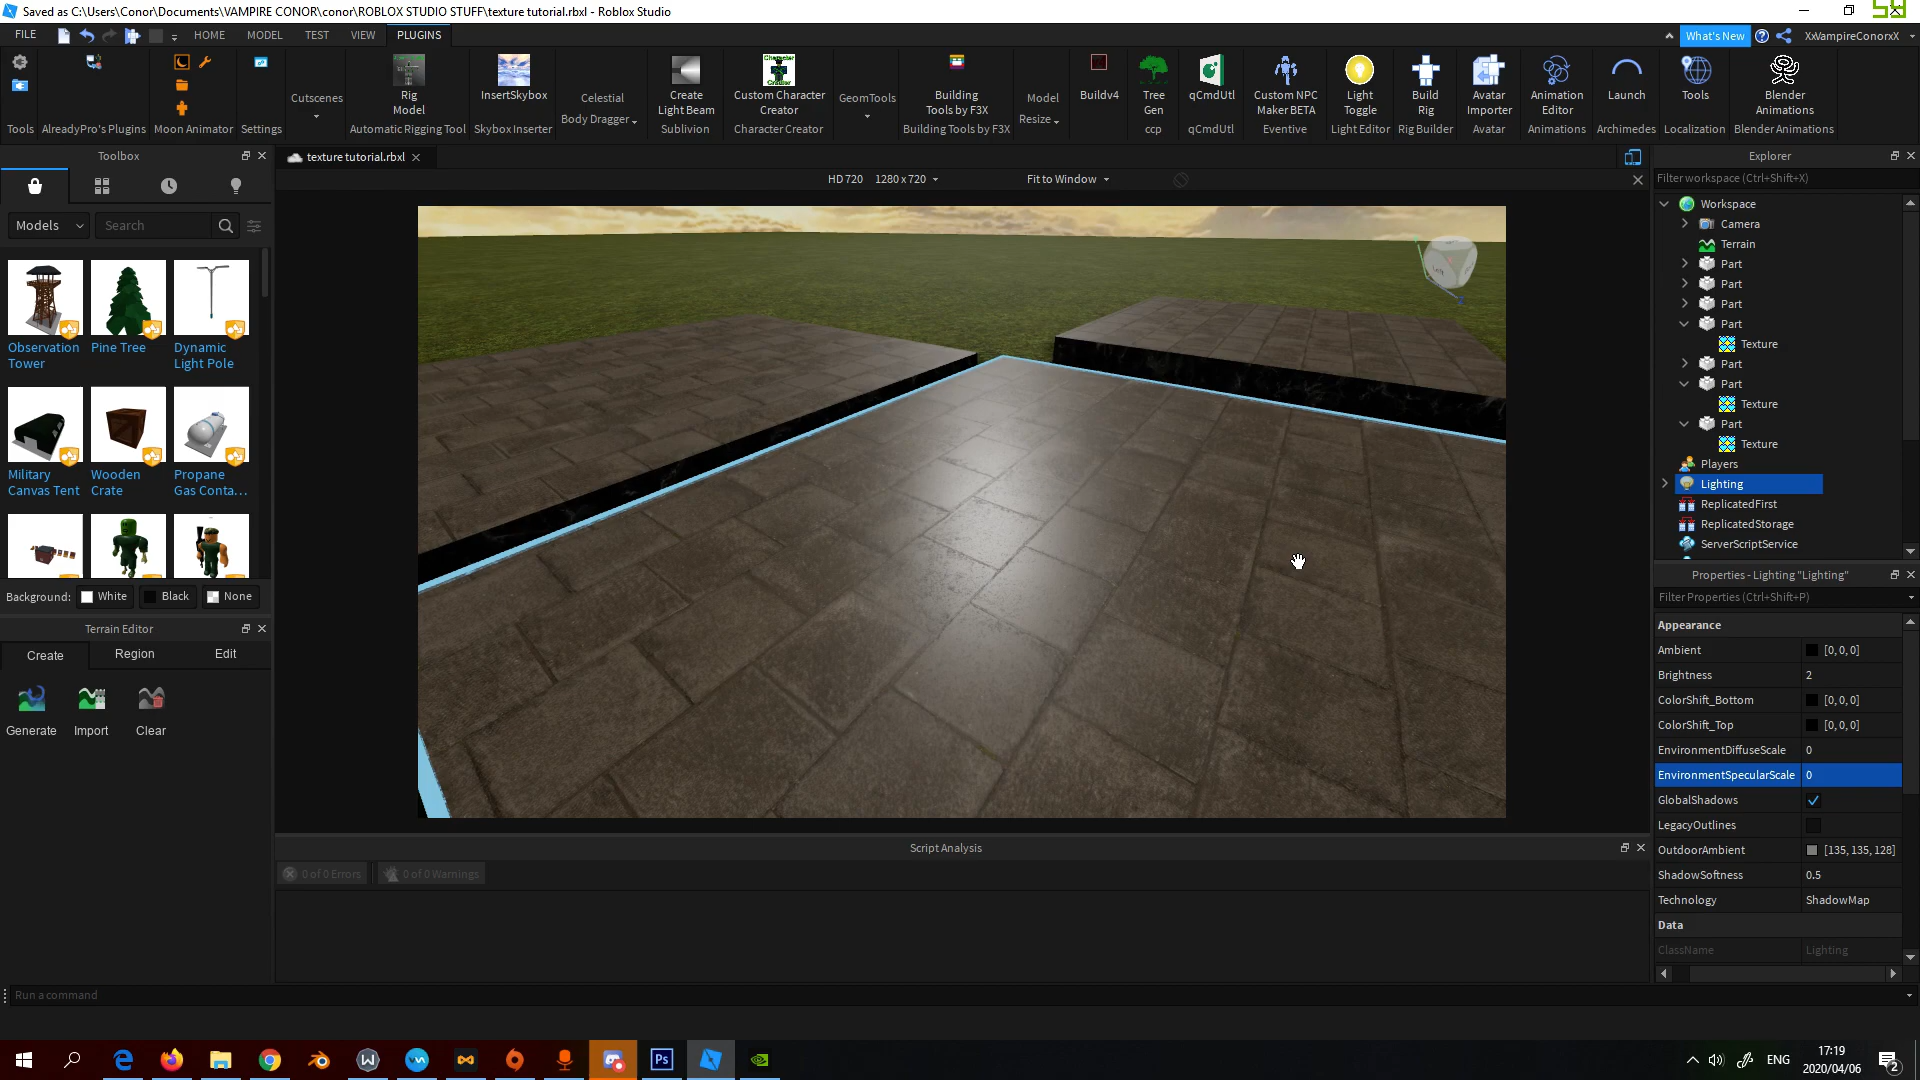 Saved as C:\Users\Conor\Documents\VAMPIRE CONOR\conor\ROBLOX STUDIO STUFF\texture tutorial.rbxl - Roblox Studio
FILE HOME MODEL TEST VIEW PLUGINS What's New XxVampireConorxX
Cutscenes
Rig Model
InsertSkybox
Celestial Body Dragger
Create Light Beam
Custom Character Creator
GeomTools
Building Tools by F3X
Model Resize
Buildv4
Tree Gen
qCmdUtl
Custom NPC Maker BETA
Light Toggle
Build Rig
Avatar Importer
Animation Editor
Launch
Tools
Blender Animations
Tools AlreadyPro's Plugins Moon Animator Settings Automatic Rigging Tool Skybox Inserter Sublivion Character Creator Building Tools by F3X ccp qCmdUtl Eventive Light Editor Rig Builder Avatar Animations Archimedes Localization Blender Animations
Toolbox
Models Search
Observation Tower
Pine Tree
Dynamic Light Pole
Military Canvas Tent
Wooden Crate
Propane Gas Conta...
Background: White Black None
Terrain Editor
Create Region Edit
Generate Import Clear
texture tutorial.rbxl
HD720 1280 x 720 Fit to Window
Script Analysis
0 of 0 Errors 0 of 0 Warnings
Explorer
Filter workspace (Ctrl+Shift+X)
Workspace
Camera
Terrain
Part
Part
Part
Part
Texture
Part
Part
Texture
Part
Texture
Players
Lighting
ReplicatedFirst
ReplicatedStorage
ServerScriptService
Properties - Lighting "Lighting"
Filter Properties (Ctrl+Shift+P)
Appearance
Ambient [0, 0, 0]
Brightness 2
ColorShift_Bottom [0, 0, 0]
ColorShift_Top [0, 0, 0]
EnvironmentDiffuseScale 0
EnvironmentSpecularScale 0
GlobalShadows
LegacyOutlines
OutdoorAmbient [135, 135, 128]
ShadowSoftness 0.5
Technology ShadowMap
Data
ClassName Lighting
Run a command
Ps
ENG
17:19
2020/04/06
2